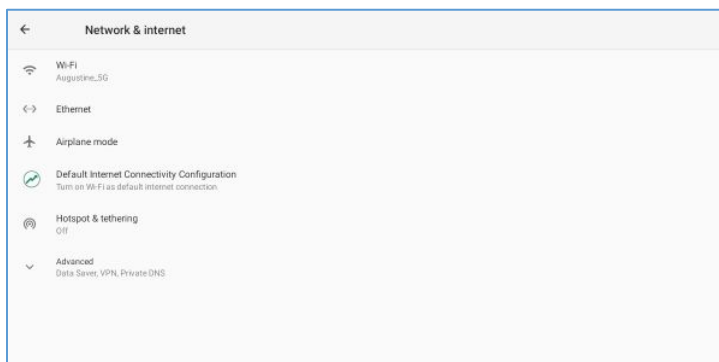 Network & internet
Wi-Fi
Augustine_5G
Ethernet
Airplane mode
Default Internet Connectivity Configuration
Turn on Wi-Fi as default internet connection
Hotspot & tethering
Off
Advanced
Data Saver, VPN, Private DNS